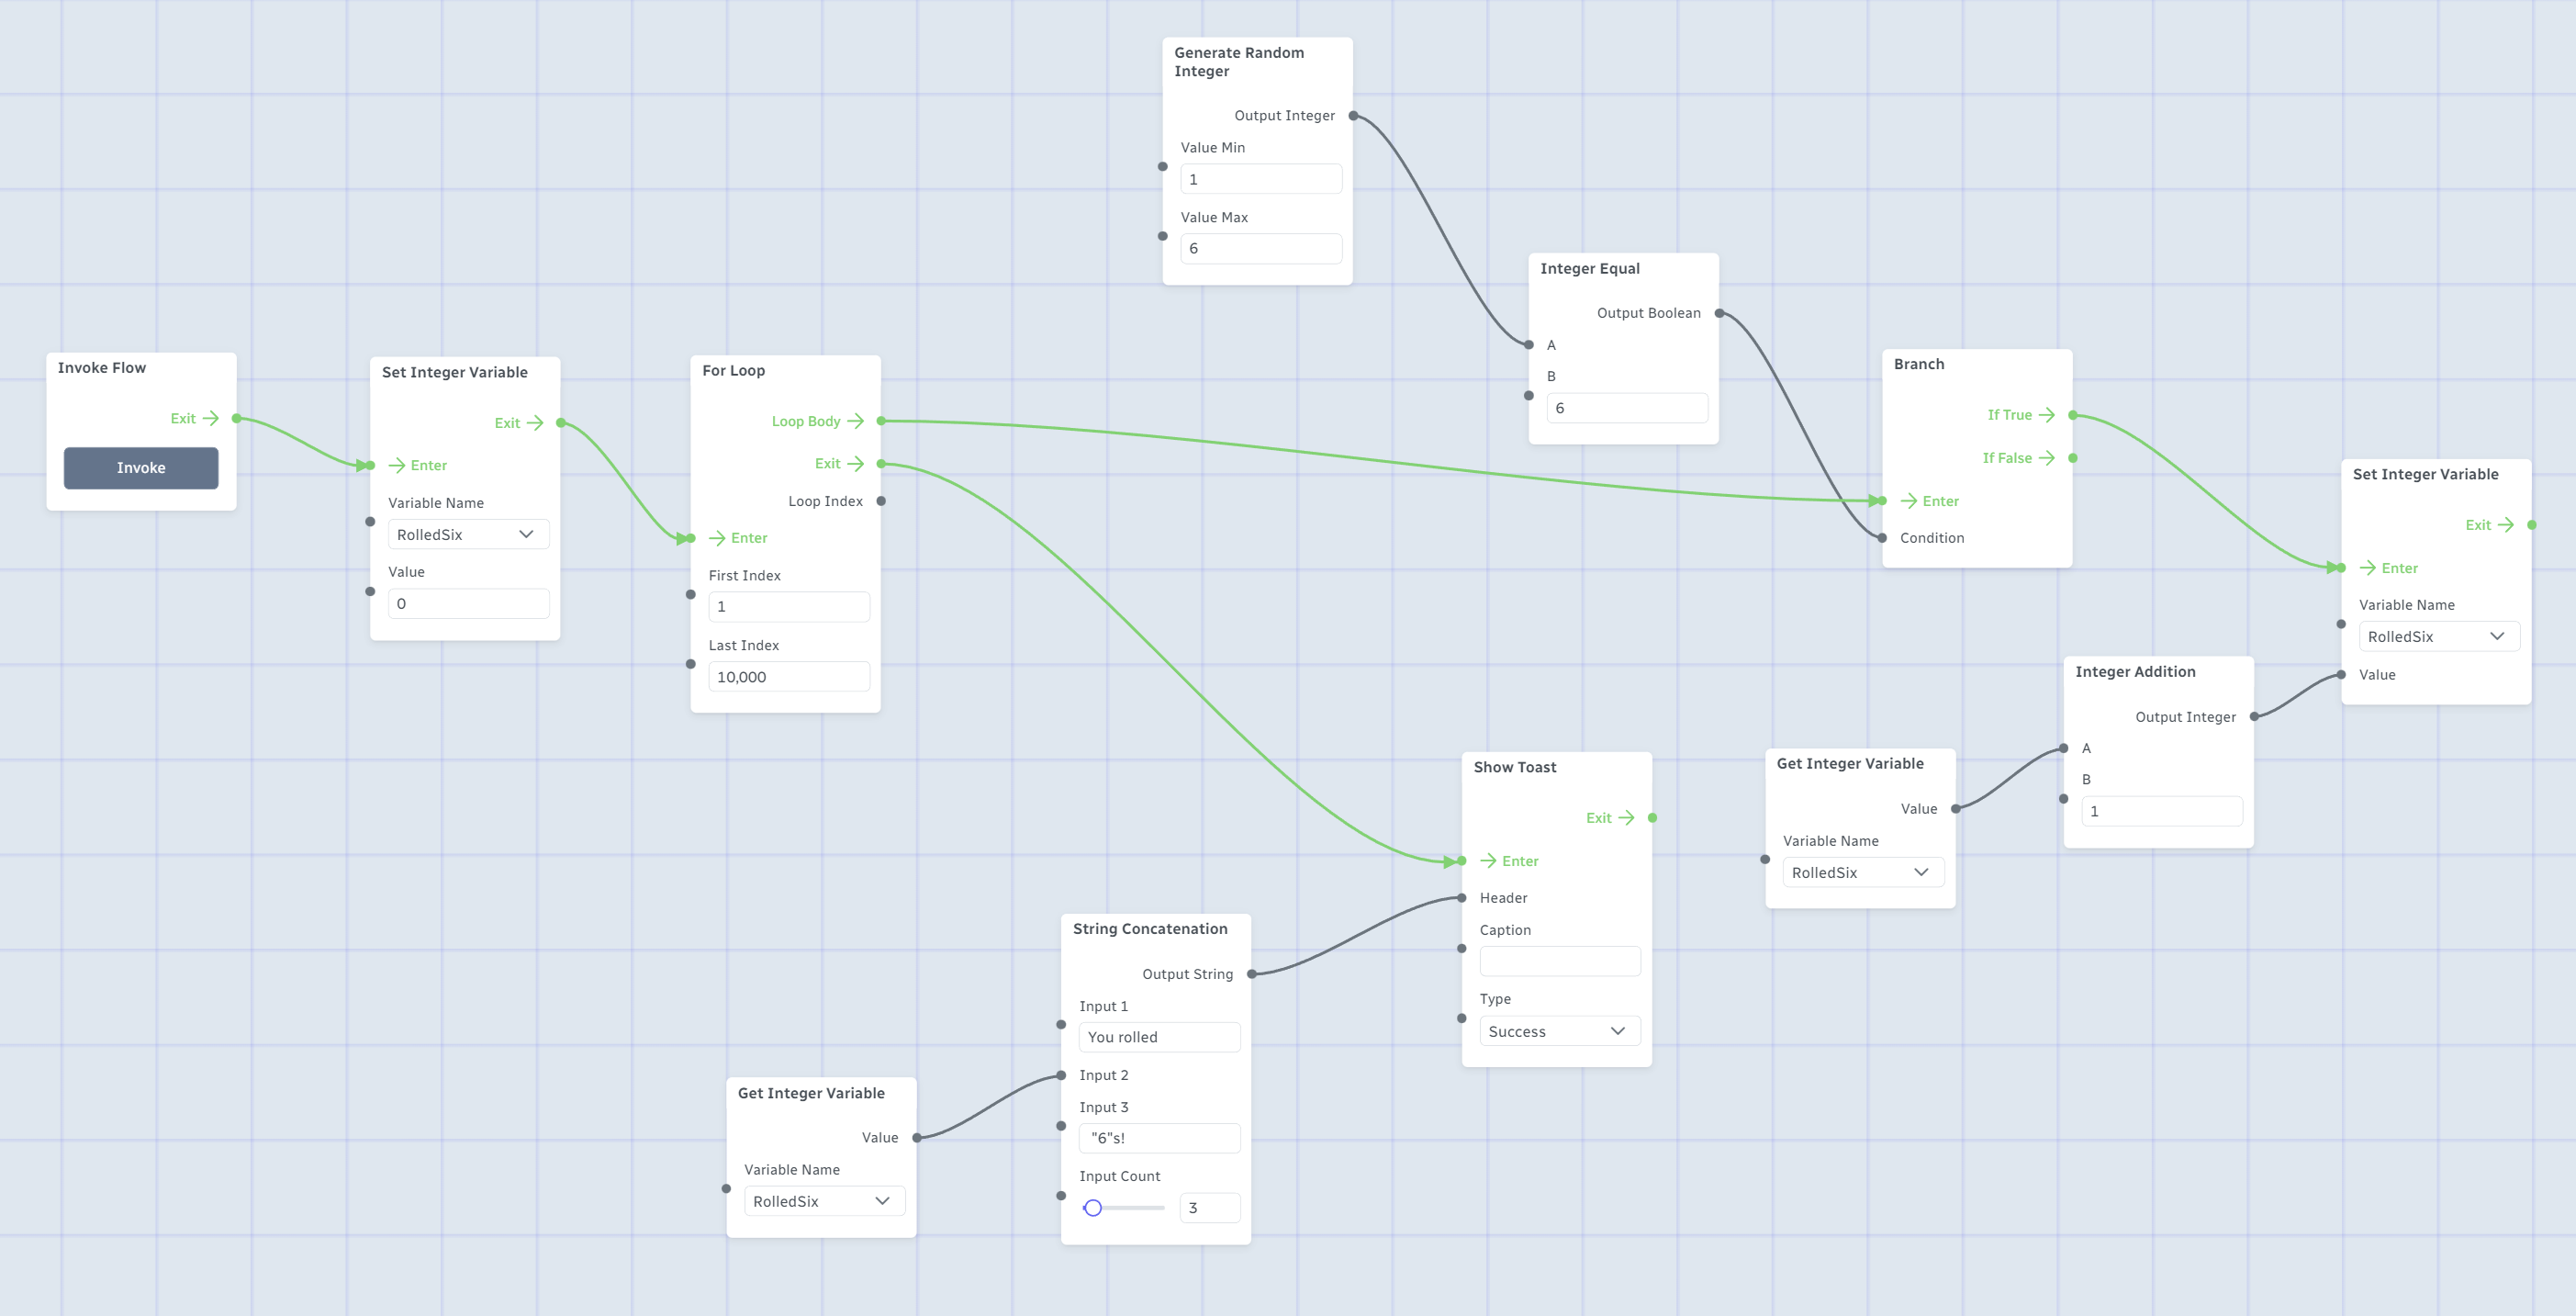 Generate Random
Integer
Output Integer
Value Min
1
Value Max
6
Integer Equal
Output Boolean
A
B
6
Invoke Flow
Exit
Invoke
Set Integer Variable
Exit
Enter
Variable Name
RolledSix
Value
0
For Loop
Loop Body
Exit
Loop Index
Enter
First Index
1
Last Index
10,000
Branch
If True
If False
Enter
Condition
Set Integer Variable
Exit
Enter
Variable Name
RolledSix
Value
Integer Addition
Output Integer
A
B
1
Get Integer Variable
Value
Variable Name
RolledSix
Show Toast
Exit
Enter
Header
Caption
Type
Success
String Concatenation
Output String
Input 1
You rolled
Input 2
Input 3
"6"s!
Input Count
3
Get Integer Variable
Value
Variable Name
RolledSix